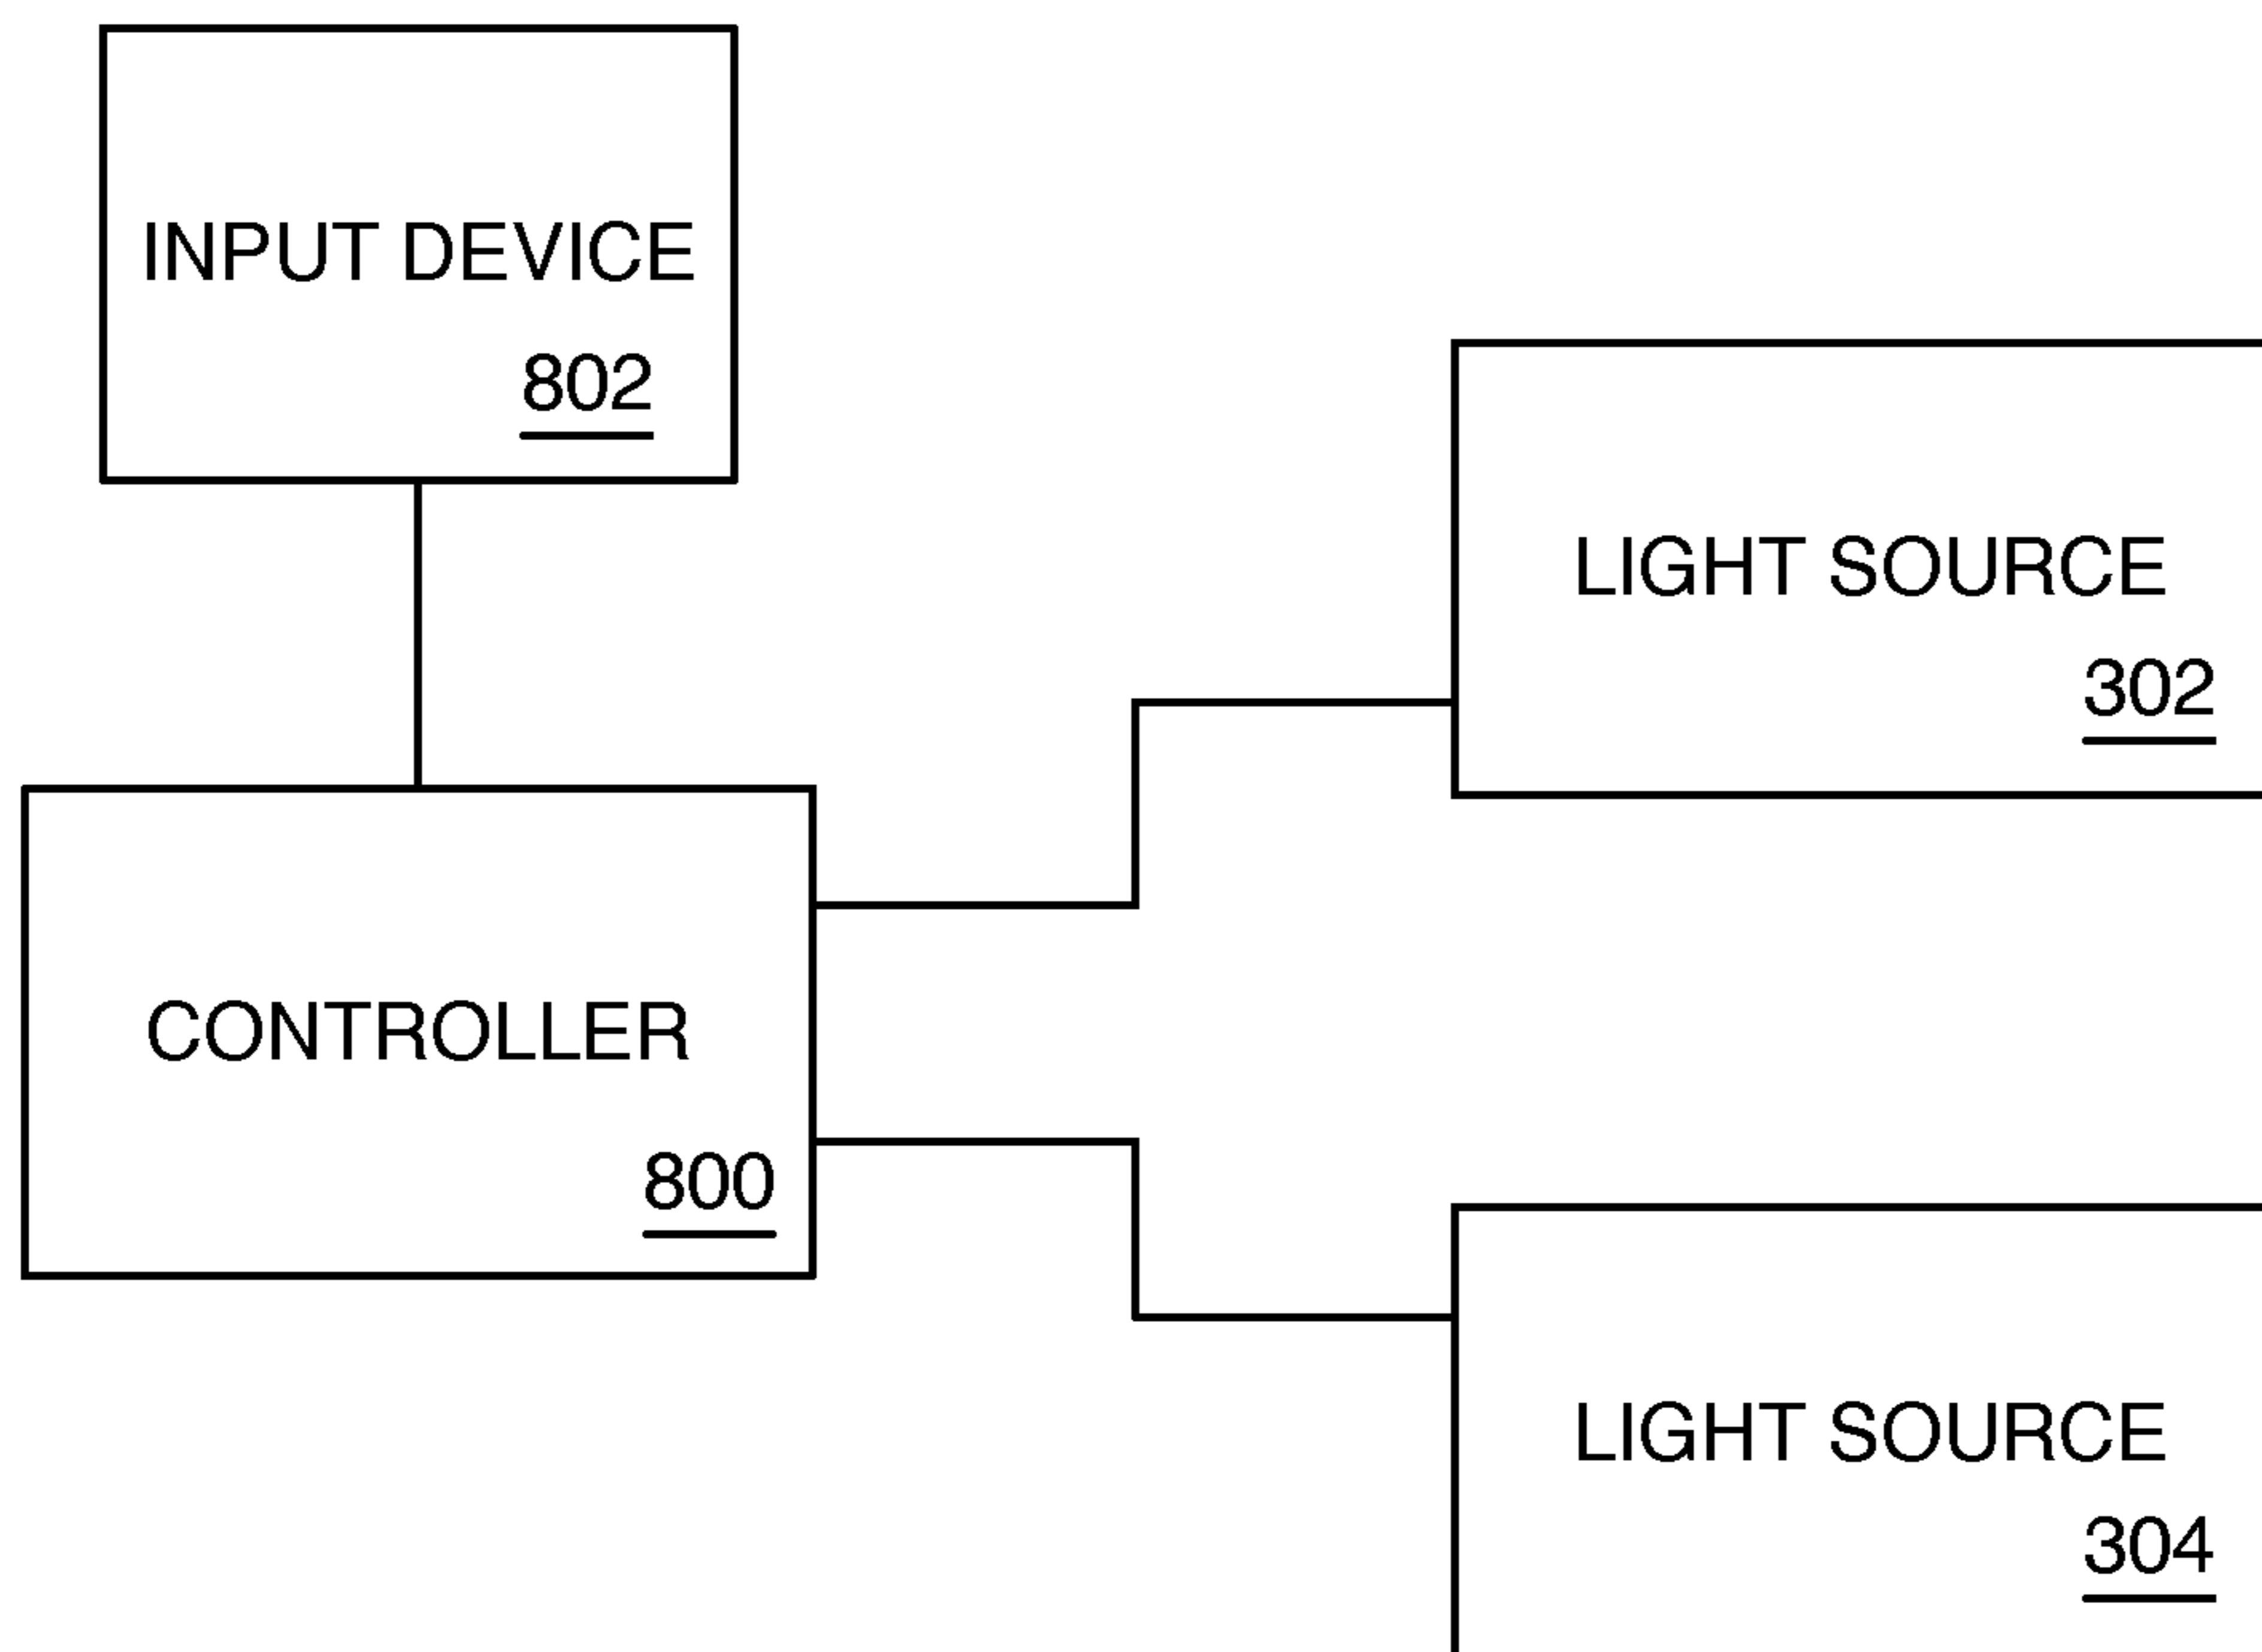 INPUT DEVICE
802
LIGHT SOURCE
302
CONTROLLER
800
LIGHT SOURCE
304